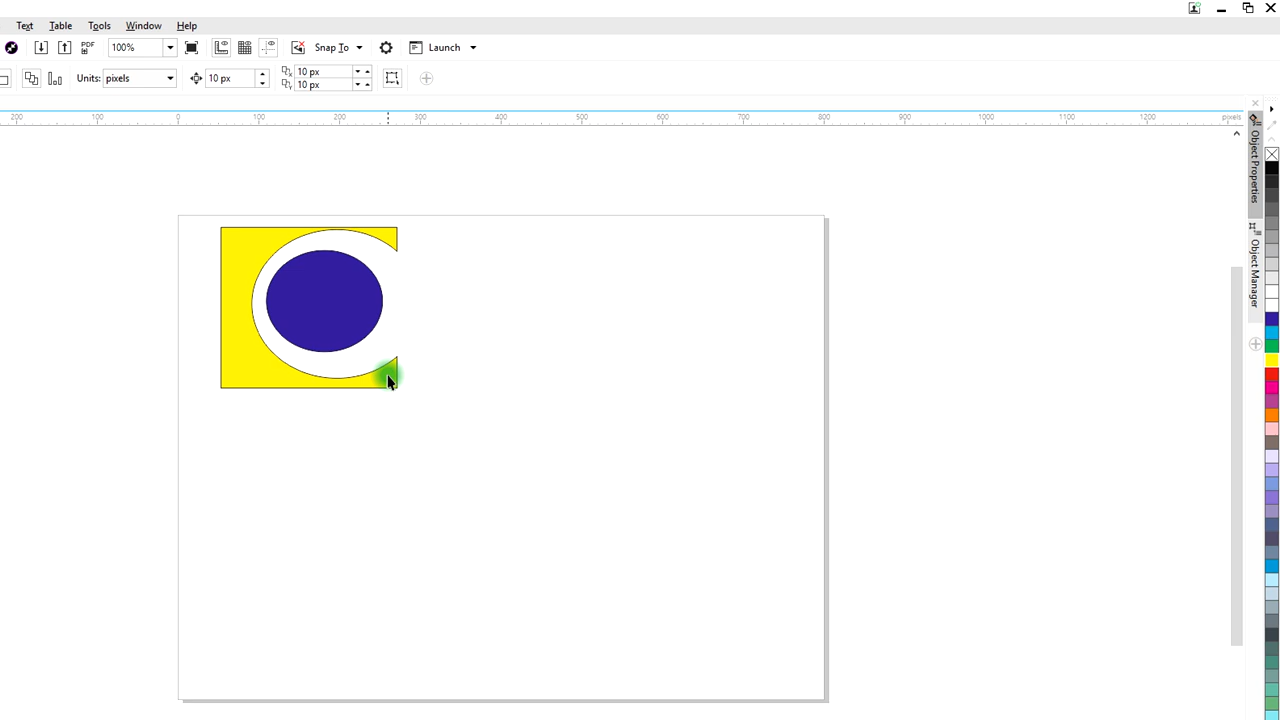 Text Table Tools Window Help
PDF 100% Snap To Launch
Units: pixels 10 px 10 px
10 px
200 100 0 100 200 300 400 500 600 700 800 900 1000 1100 1200 pixels
Object Properties
Object Manager